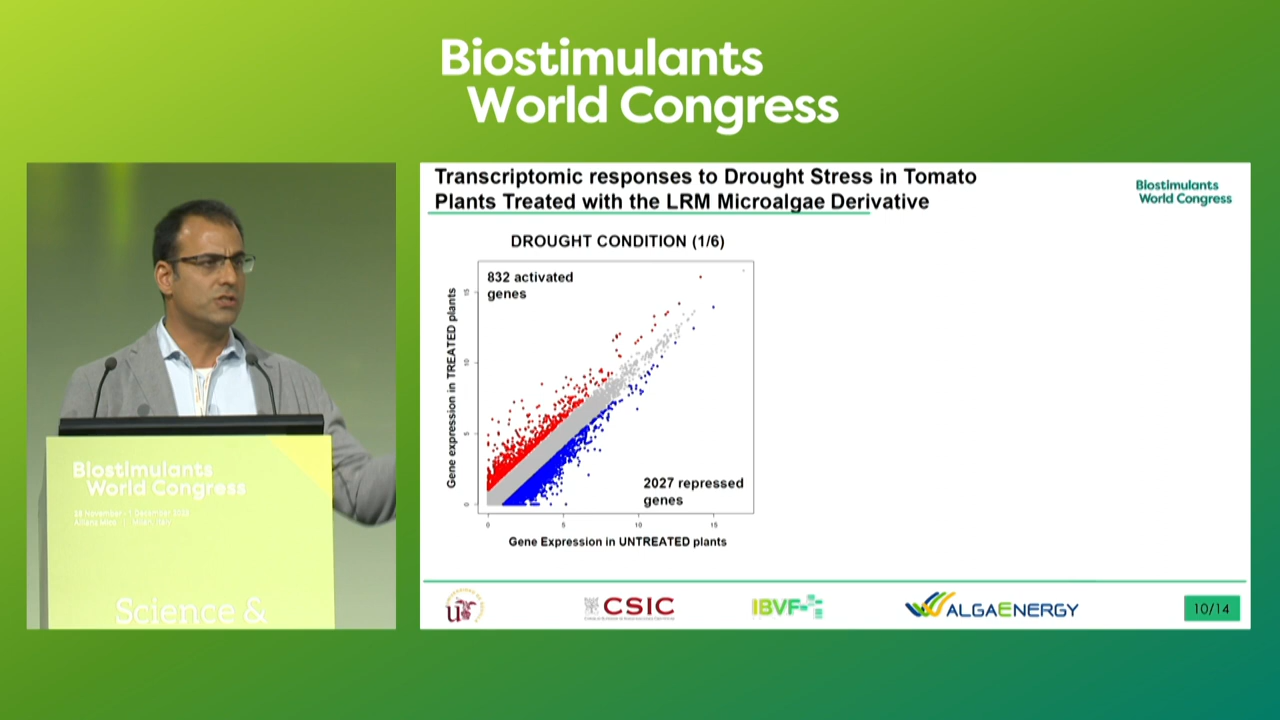 Biostimulants
World Congress
Transcriptomic responses to Drought Stress in Tomato
Plants Treated with the LRM Microalgae Derivative
Biostimulants
World Congress
DROUGHT CONDITION (1/6)
832 activated
genes
Gene expression in TREATED plants
15
10
5
0
2027 repressed
genes
0
5
10
15
Gene Expression in UNTREATED plants
Biostimulants
World Congress
Science &
CSIC
IBVF
ALGAENERGY
10/14